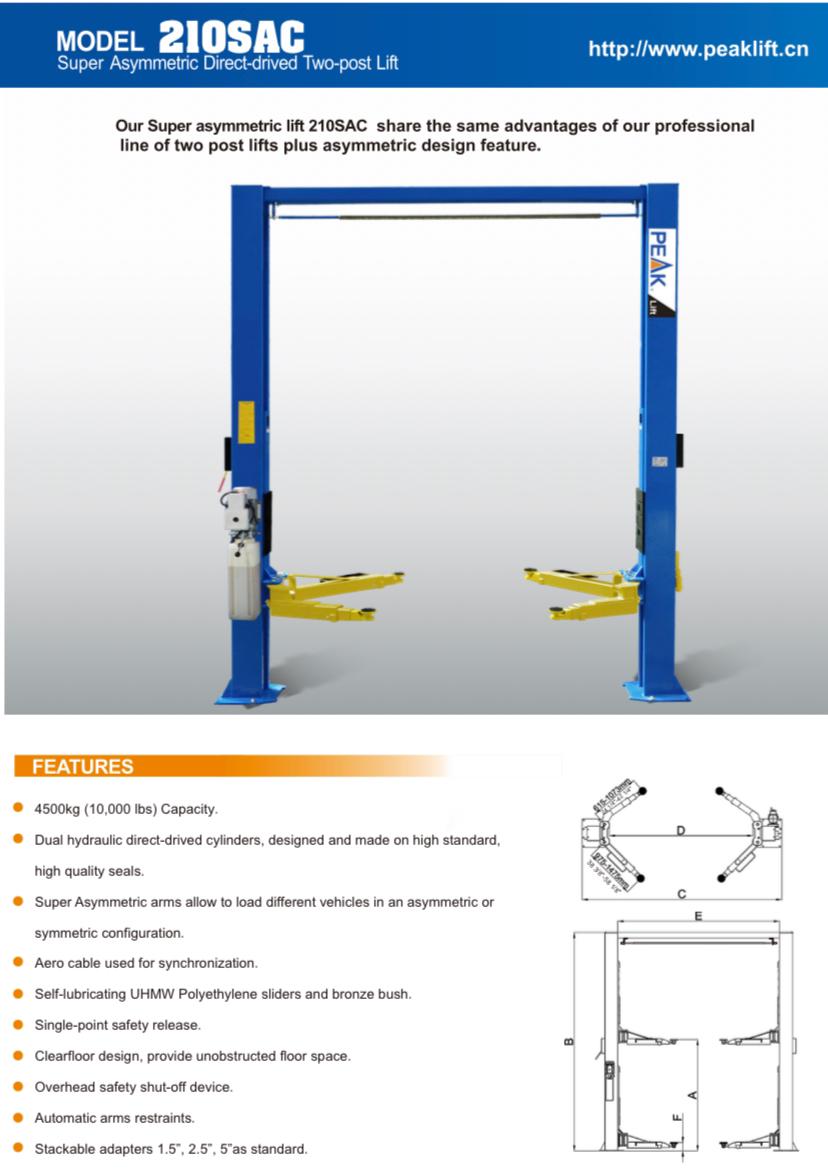 MODEL 210SAC
Super Asymmetric Direct-drived Two-post Lift
http://www.peaklift.cn
Our Super asymmetric lift 210SAC share the same advantages of our professional
line of two post lifts plus asymmetric design feature.
PEAK
Lift
FEATURES
4500kg (10,000 lbs) Capacity.
Dual hydraulic direct-drived cylinders, designed and made on high standard,
high quality seals.
Super Asymmetric arms allow to load different vehicles in an asymmetric or
symmetric configuration.
Aero cable used for synchronization.
Self-lubricating UHMW Polyethylene sliders and bronze bush.
Single-point safety release.
Clearfloor design, provide unobstructed floor space.
Overhead safety shut-off device.
Automatic arms restraints.
Stackable adapters 1.5”, 2.5”, 5”as standard.
615-1073mm
D
975-1475mm
C
E
B
A
F